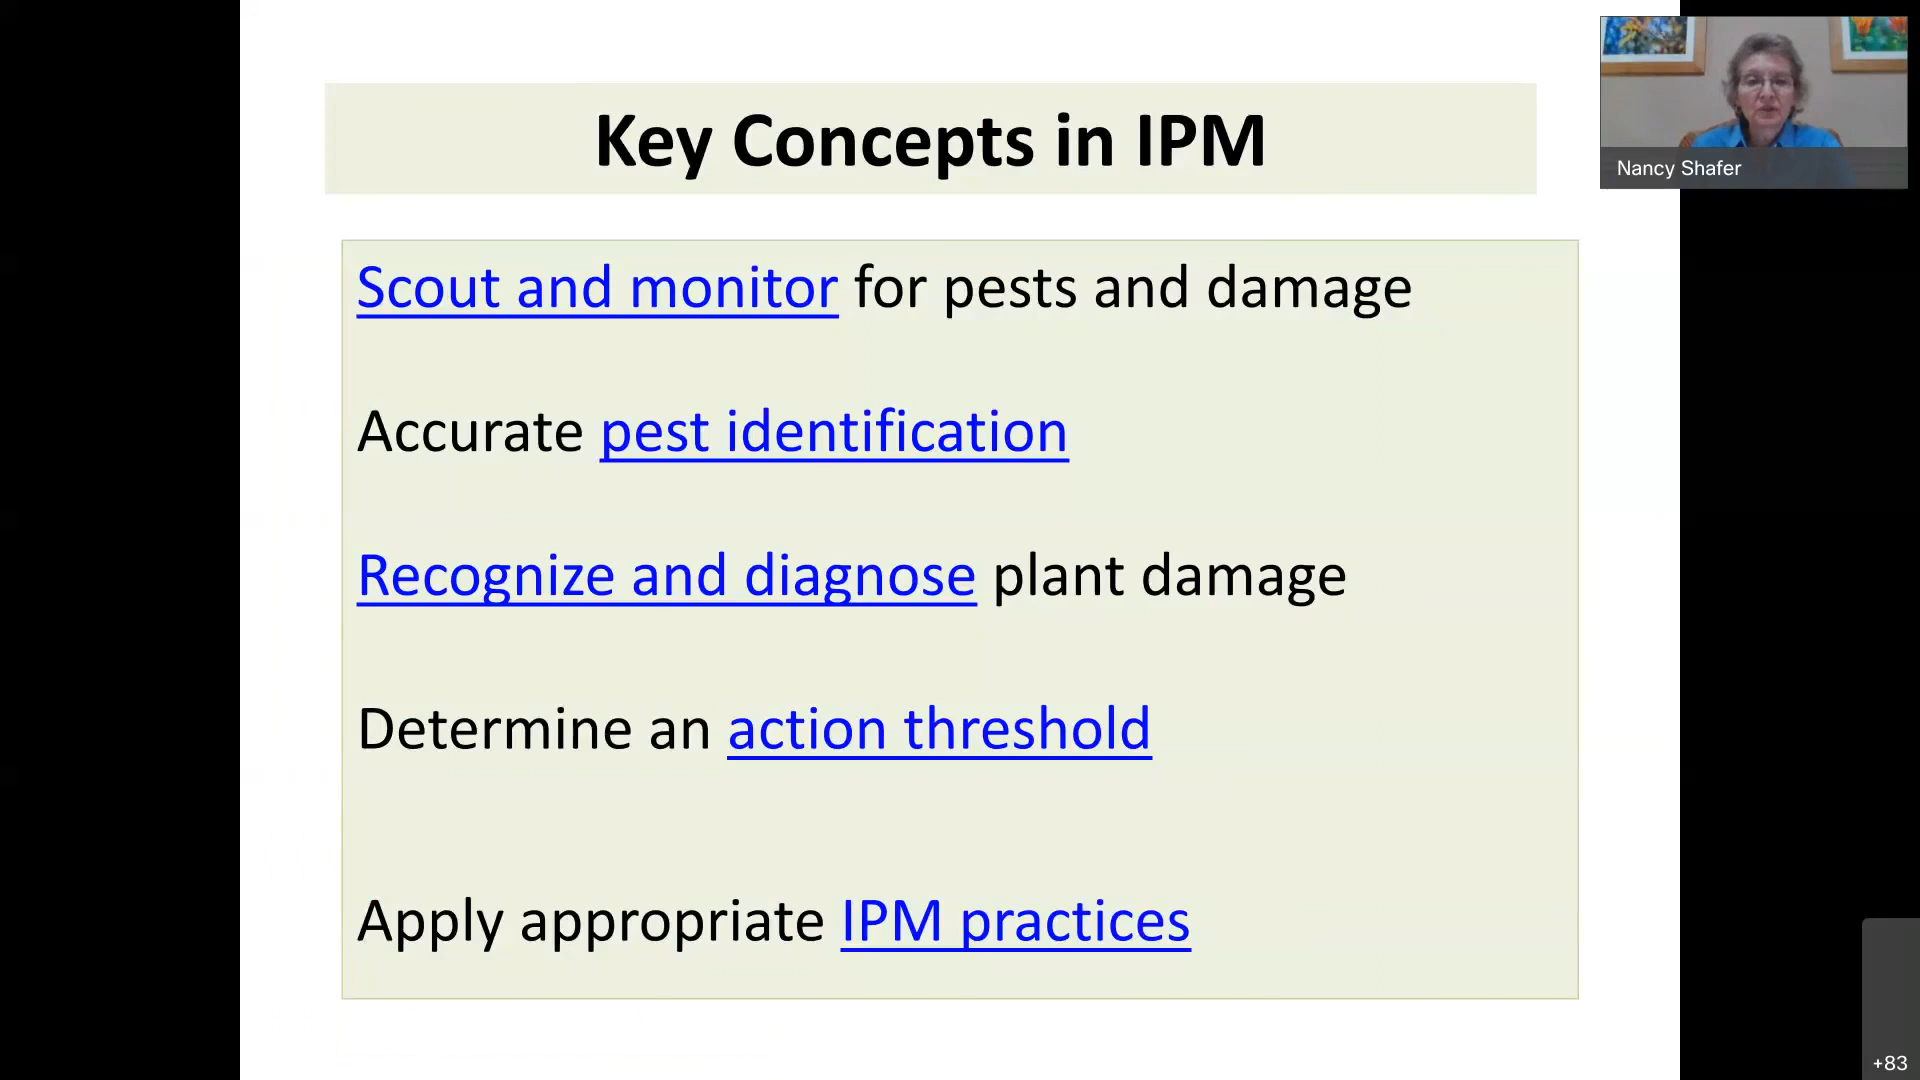 Key Concepts in IPM
Nancy Shafer
Scout and monitor for pests and damage
Accurate pest identification
Recognize and diagnose plant damage
Determine an action threshold
Apply appropriate IPM practices
+83